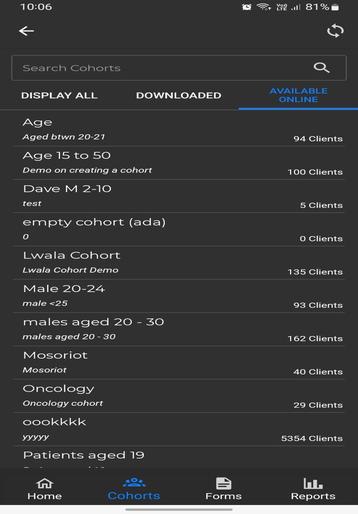 10:06
81%
Search Cohorts
DISPLAY ALL
DOWNLOADED
AVAILABLE
ONLINE
Age
Aged btwn 20-21
94 Clients
Age 15 to 50
Demo on creating a cohort
100 Clients
Dave M 2-10
test
5 Clients
empty cohort (ada)
0
0 Clients
Lwala Cohort
Lwala Cohort Demo
135 Clients
Male 20-24
male <25
93 Clients
males aged 20 - 30
males aged 20 - 30
162 Clients
Mosoriot
Mosoriot
40 Clients
Oncology
Oncology cohort
29 Clients
oookkkk
yyyyy
5354 Clients
Patients aged 19
Home
Cohorts
Forms
Reports